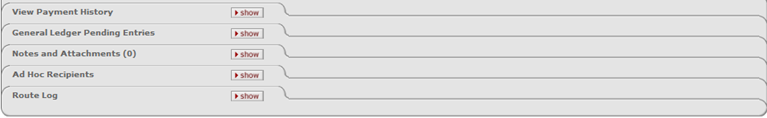 View Payment History show
General Ledger Pending Entries show
Notes and Attachments (0) show
Ad Hoc Recipients show
Route Log show